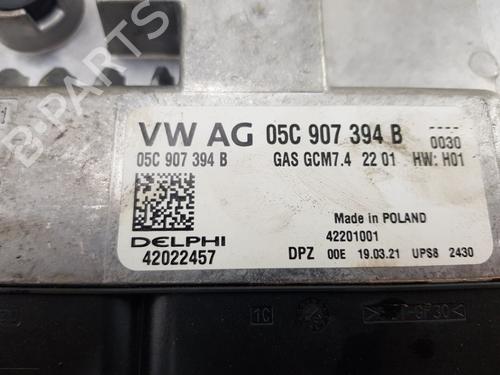 B-PARTS
VW AG 05C 907 394 B
0030
05C 907 394 B GAS GCM7.4 22 01 HW: H01
Made in POLAND
DELPHI 42201001
42022457 DPZ 00E 19.03.21 UPS8 2430
1C